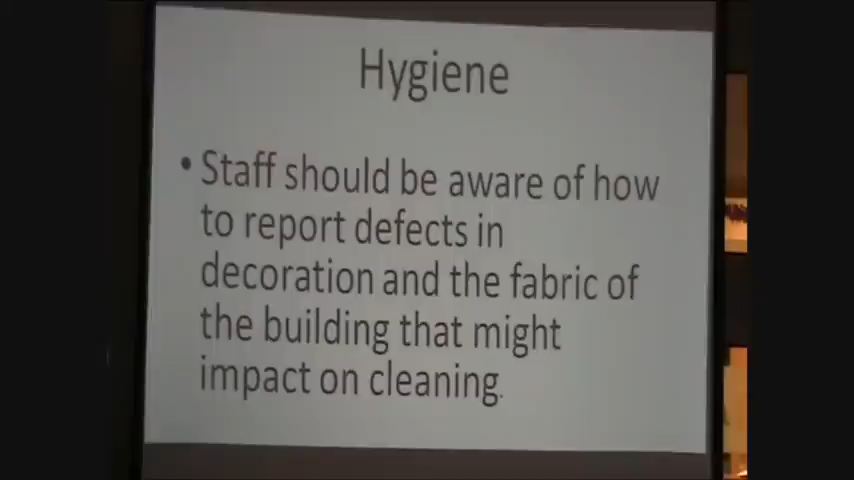 Hygiene
• Staff should be aware of how
to report defects in
decoration and the fabric of
the building that might
impact on cleaning.